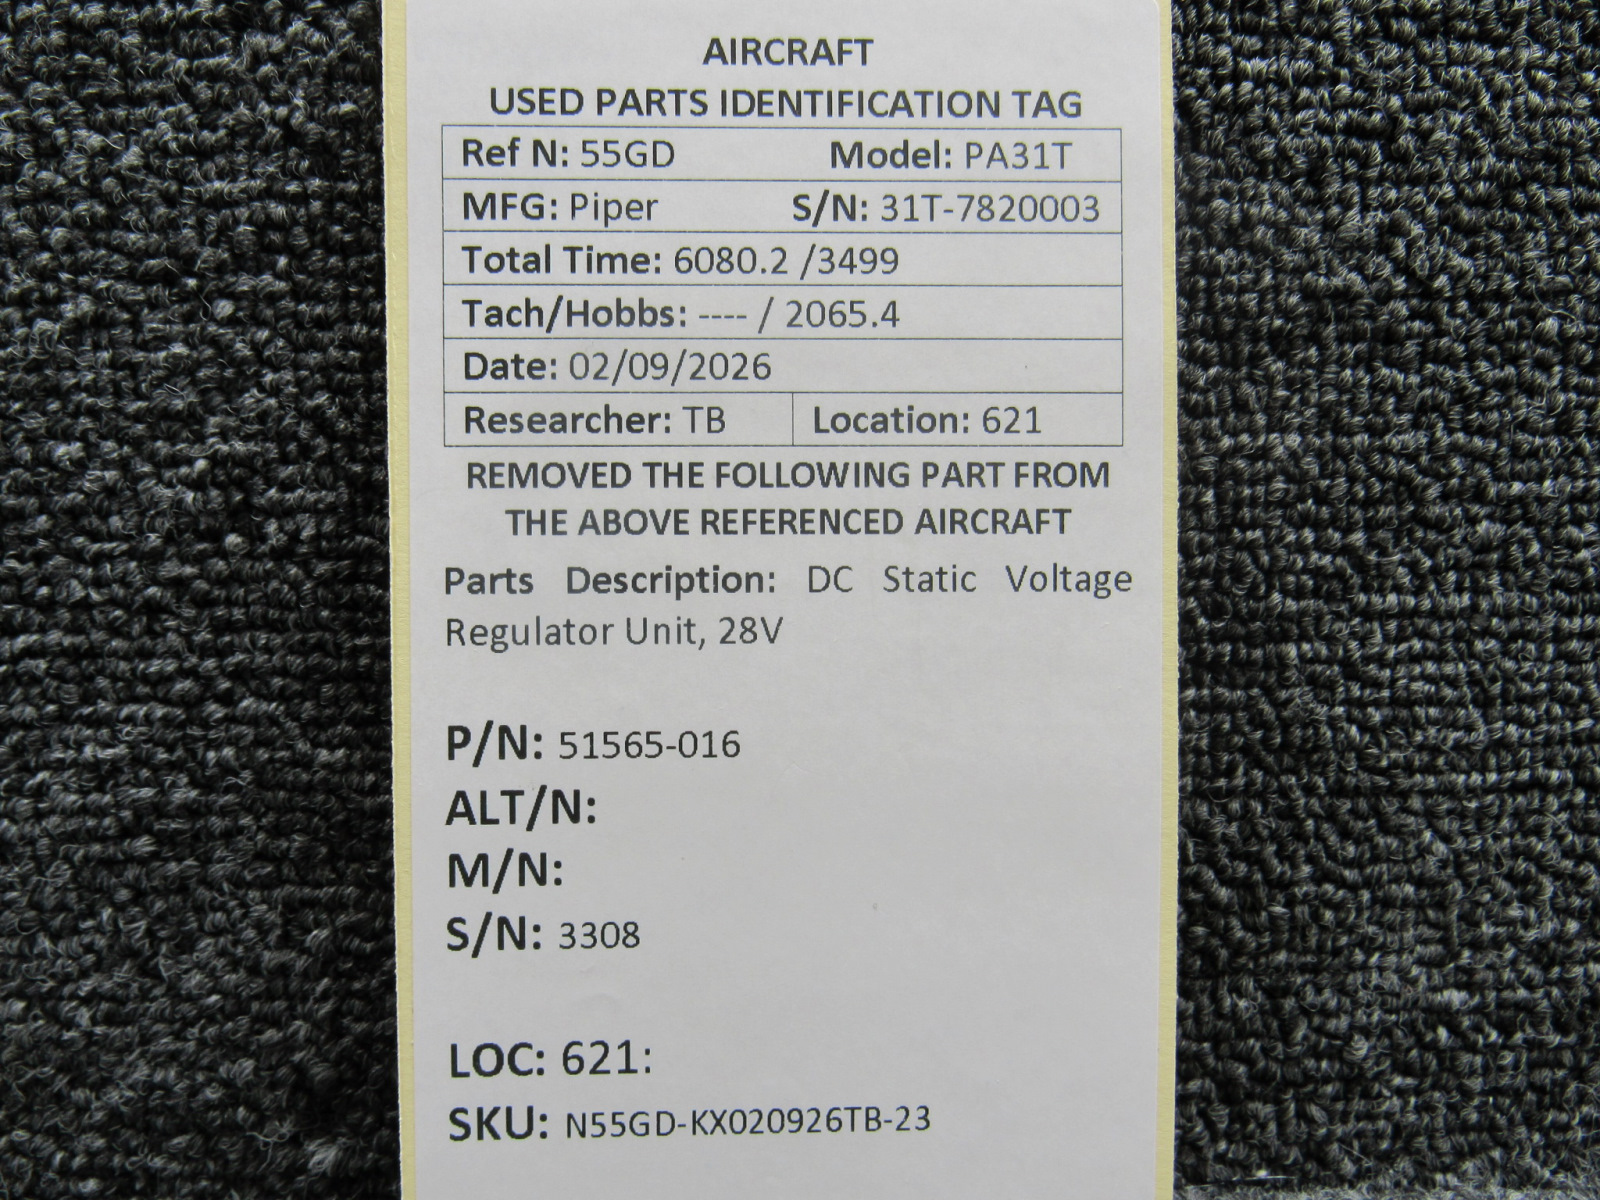 AIRCRAFT
USED PARTS IDENTIFICATION TAG
Ref N: 55GD Model: PA31T
MFG: Piper S/N: 31T-7820003
Total Time: 6080.2 /3499
Tach/Hobbs: ---- / 2065.4
Date: 02/09/2026
Researcher: TB Location: 621
REMOVED THE FOLLOWING PART FROM
THE ABOVE REFERENCED AIRCRAFT
Parts Description: DC Static Voltage
Regulator Unit, 28V
P/N: 51565-016
ALT/N:
M/N:
S/N: 3308
LOC: 621:
SKU: N55GD-KX020926TB-23